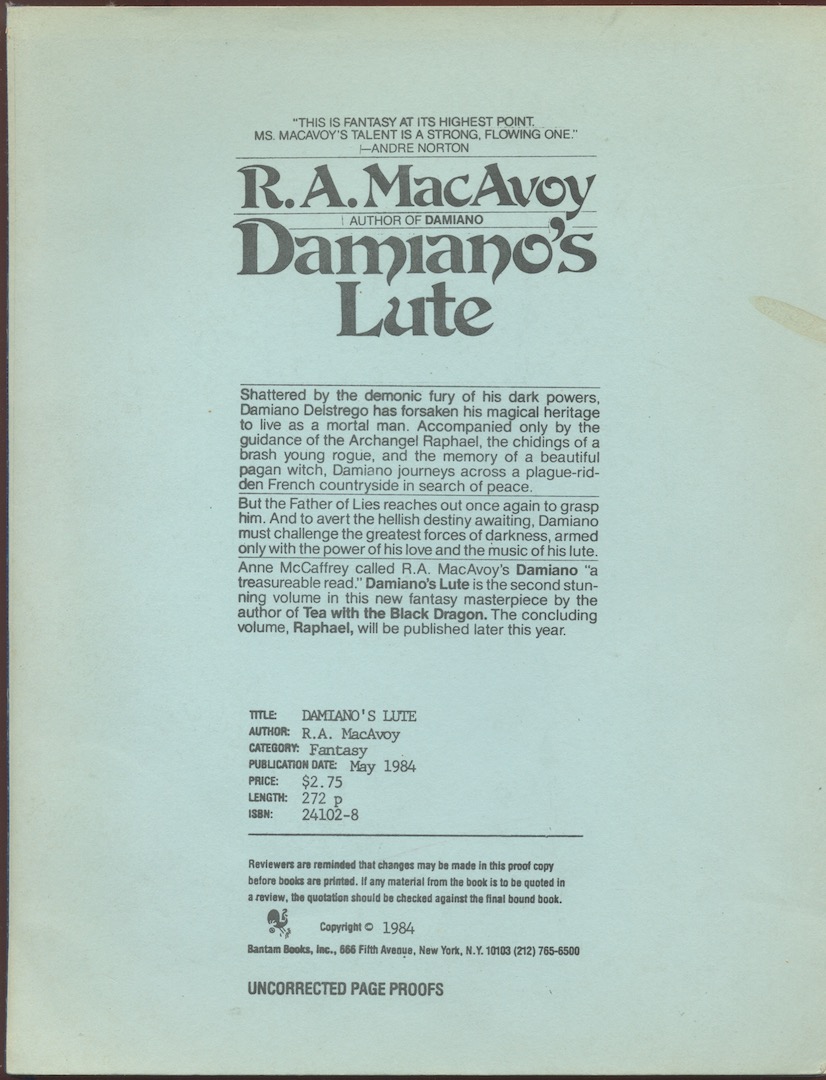 "THIS IS FANTASY AT ITS HIGHEST POINT.
MS. MACAVOY'S TALENT IS A STRONG, FLOWING ONE."
—ANDRE NORTON
R.A. MacAvoy
AUTHOR OF DAMIANO
Damiano's
Lute
Shattered by the demonic fury of his dark powers,
Damiano Delstrego has forsaken his magical heritage
to live as a mortal man. Accompanied only by the
guidance of the Archangel Raphael, the chidings of a
brash young rogue, and the memory of a beautiful
pagan witch, Damiano journeys across a plague-rid-
den French countryside in search of peace.
But the Father of Lies reaches out once again to grasp
him. And to avert the hellish destiny awaiting, Damiano
must challenge the greatest forces of darkness, armed
only with the power of his love and the music of his lute.
Anne McCaffrey called R.A. MacAvoy's Damiano "a
treasureable read." Damiano's Lute is the second stun-
ning volume in this new fantasy masterpiece by the
author of Tea with the Black Dragon. The concluding
volume, Raphael, will be published later this year.
TITLE: DAMIANO'S LUTE
AUTHOR: R.A. MacAvoy
CATEGORY: Fantasy
PUBLICATION DATE: May 1984
PRICE: $2.75
LENGTH: 272 p
ISBN: 24102-8
Reviewers are reminded that changes may be made in this proof copy
before books are printed. If any material from the book is to be quoted in
a review, the quotation should be checked against the final bound book.
Copyright © 1984
Bantam Books, Inc., 666 Fifth Avenue, New York, N.Y. 10103 (212) 765-6500
UNCORRECTED PAGE PROOFS